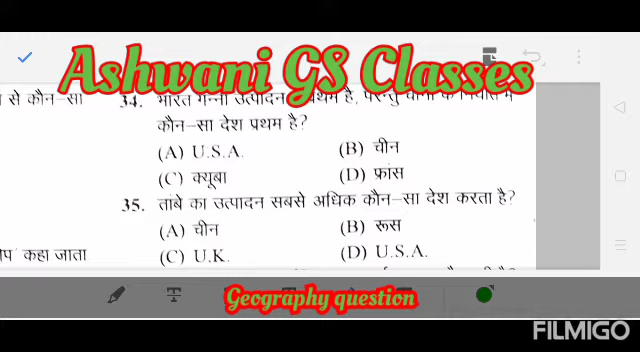 Ashwani GS Classes
से कौन-सा
34. भारत गन्ना उत्पादन में प्रथम है, परन्तु चीनी के निर्यात में
कौन-सा देश प्रथम है?
(A) U.S.A. (B) चीन
(C) क्यूबा (D) फ्रांस
35. तांबे का उत्पादन सबसे अधिक कौन-सा देश करता है?
(A) चीन (B) रूस
कहा जाता
(C) U.K. (D) U.S.A.
Geography question
FILMIGO